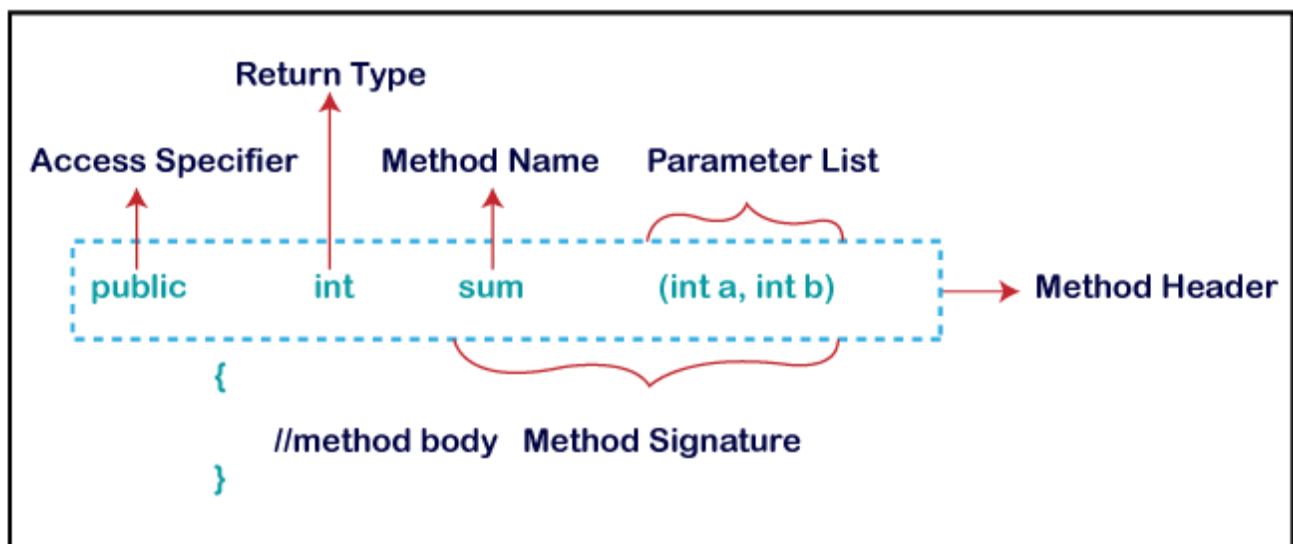 Return Type
Access Specifier Method Name Parameter List
public int sum (int a, int b) Method Header
{
//method body Method Signature
}